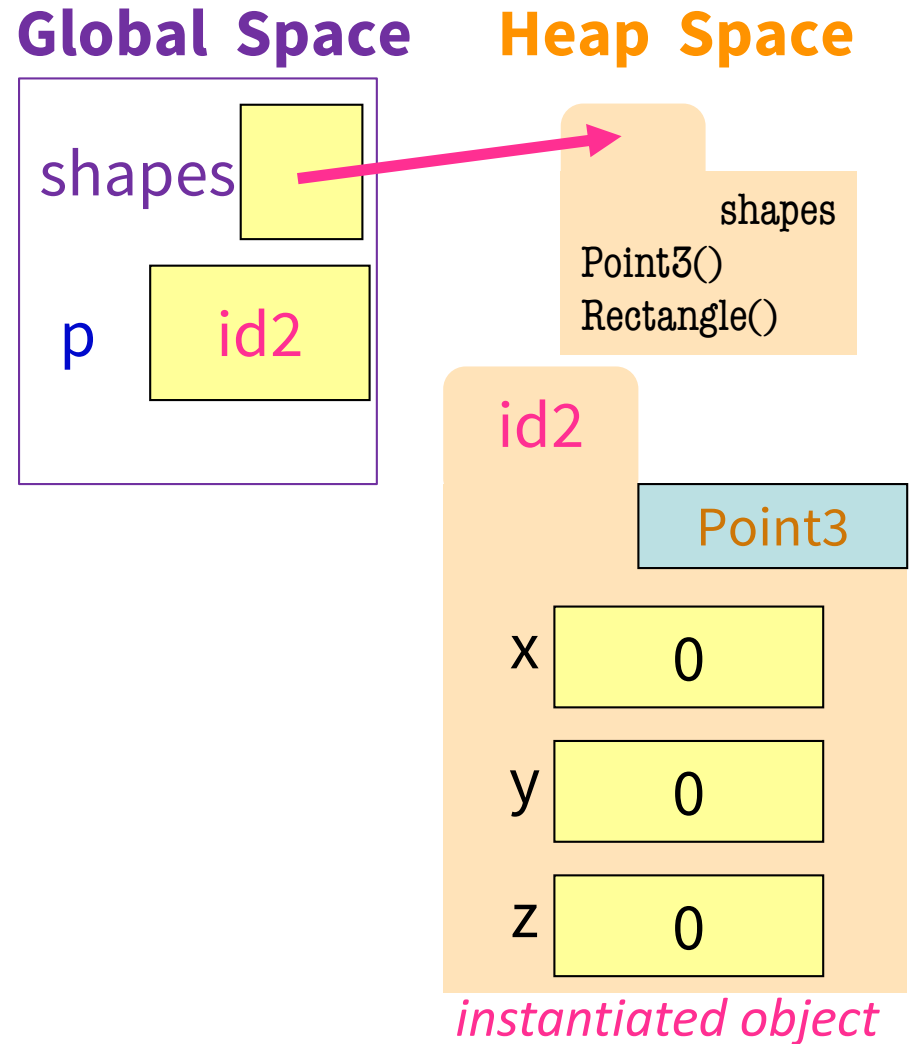 Global Space
Heap Space
shapes
p
id2
shapes
Point3()
Rectangle()
id2
Point3
x
0
y
0
z
0
instantiated object